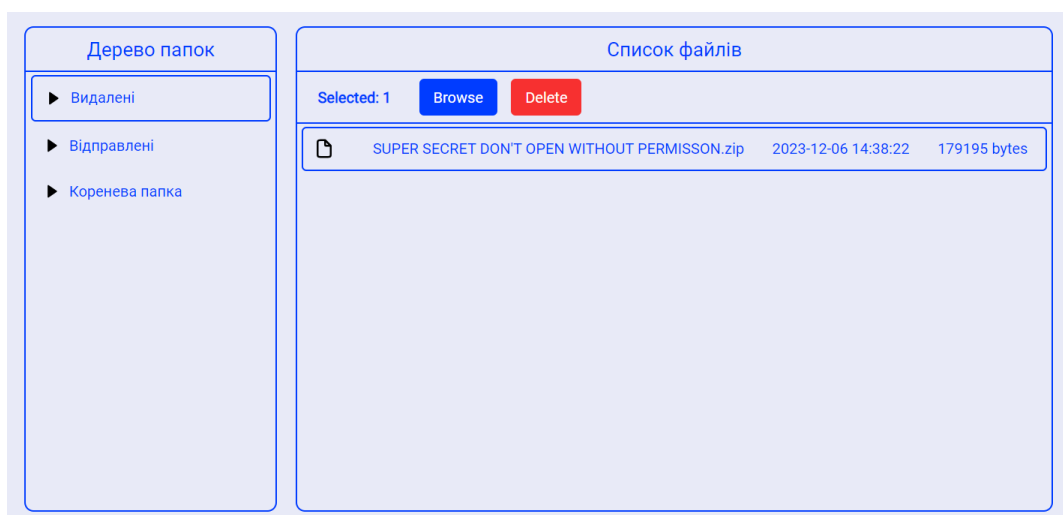 Дерево папок
Видалені
Відправлені
Коренева папка
Список файлів
Selected: 1 Browse Delete
SUPER SECRET DON'T OPEN WITHOUT PERMISSON.zip 2023-12-06 14:38:22 179195 bytes